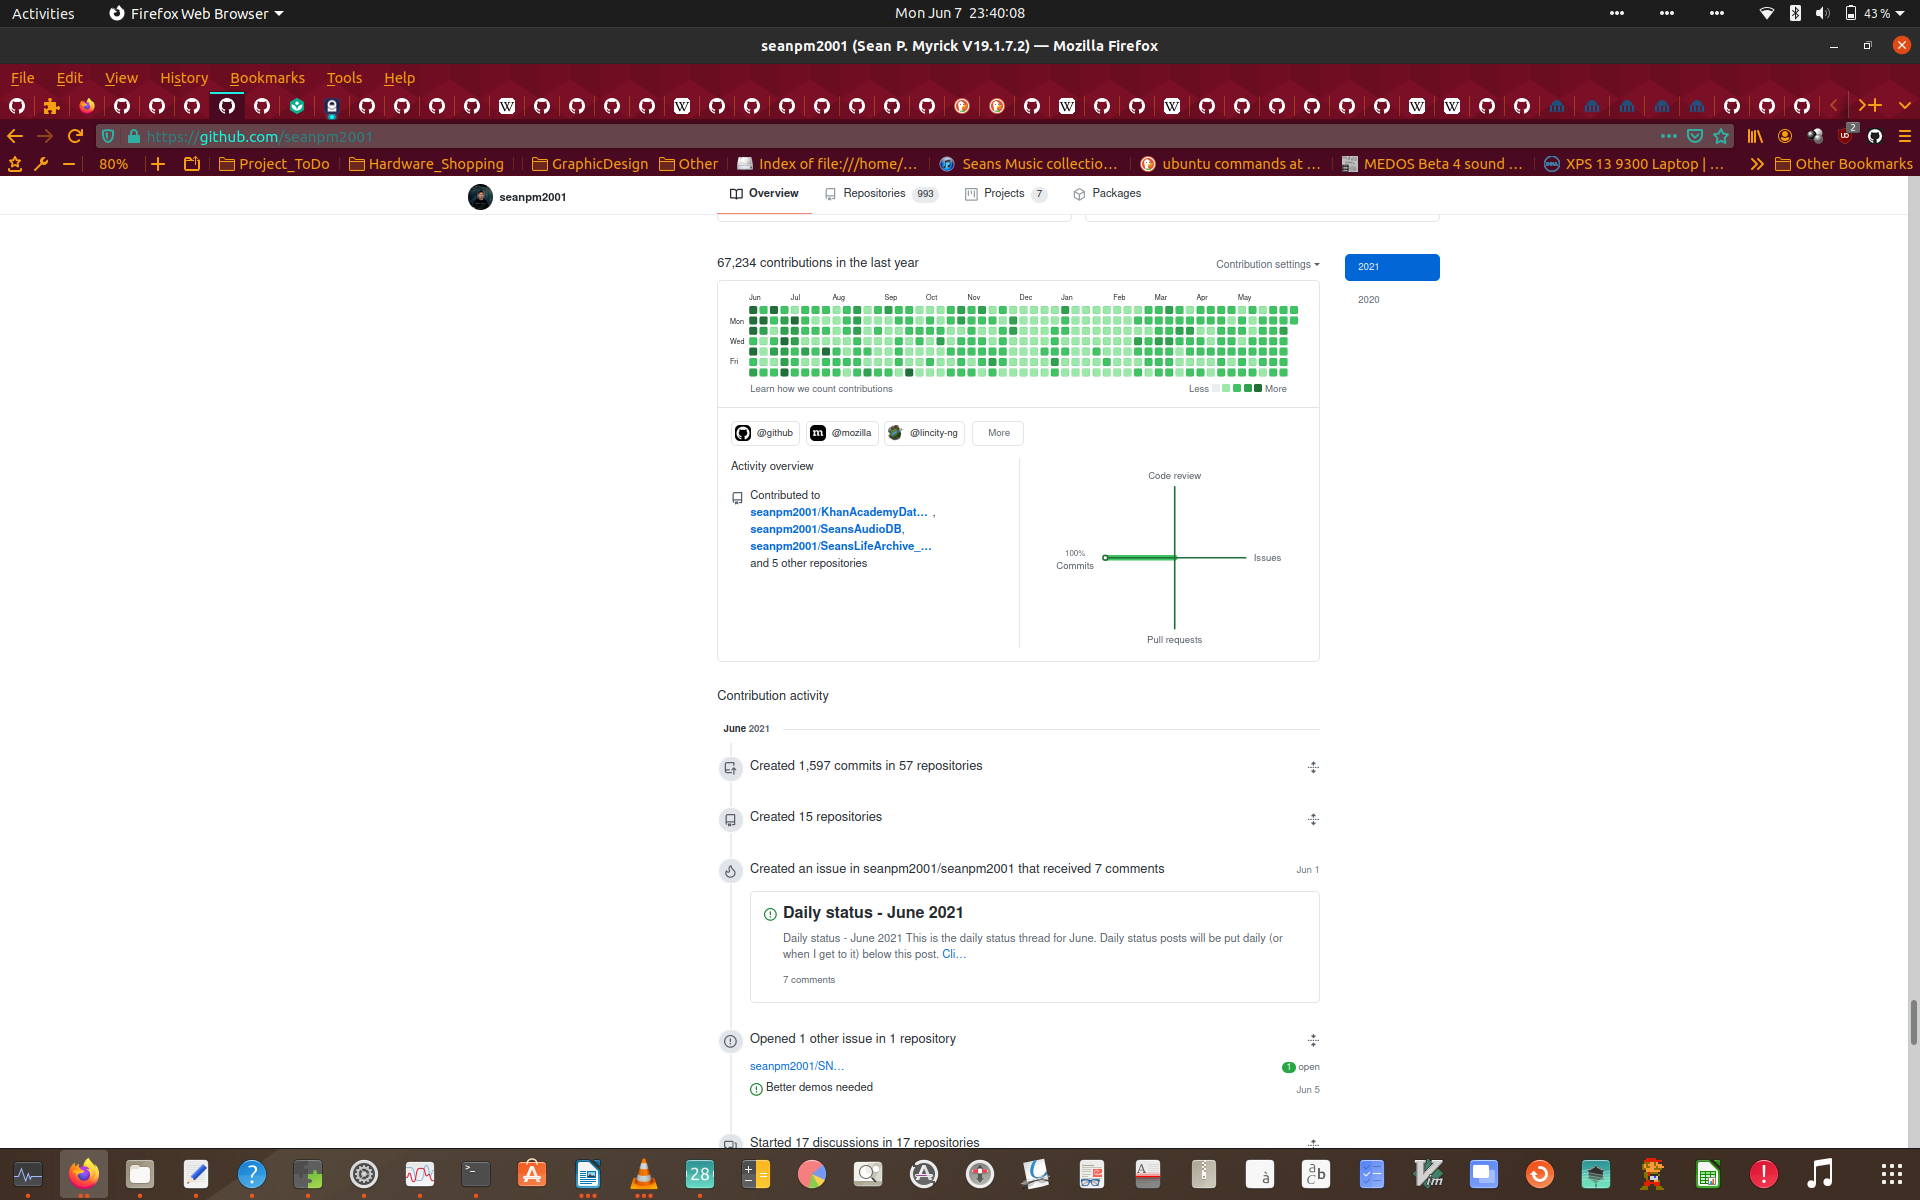 Activities
Firefox Web Browser
Mon Jun 7 23:40:08
43 %
seanpm2001 (Sean P. Myrick V19.1.7.2) — Mozilla Firefox
File Edit View History Bookmarks Tools Help
https://github.com/seanpm2001
2
80%
Project_ToDo
Hardware_Shopping
GraphicDesign
Other
Index of file:///home/...
Seans Music collectio...
ubuntu commands at ...
MEDOS Beta 4 sound ...
XPS 13 9300 Laptop | ...
Other Bookmarks
seanpm2001
Overview
Repositories 993
Projects 7
Packages
67,234 contributions in the last year
Contribution settings
2021
2020
Jun Jul Aug Sep Oct Nov Dec Jan Feb Mar Apr May
Mon
Wed
Fri
Learn how we count contributions
Less More
@github
@mozilla
@lincity-ng
More
Activity overview
Contributed to
seanpm2001/KhanAcademyDat... ,
seanpm2001/SeansAudioDB,
seanpm2001/SeansLifeArchive_...
and 5 other repositories
Code review
100%
Commits
Issues
Pull requests
Contribution activity
June 2021
Created 1,597 commits in 57 repositories
Created 15 repositories
Created an issue in seanpm2001/seanpm2001 that received 7 comments
Jun 1
Daily status - June 2021
Daily status - June 2021 This is the daily status thread for June. Daily status posts will be put daily (or
when I get to it) below this post. Cli...
7 comments
Opened 1 other issue in 1 repository
seanpm2001/SN...
1 open
Better demos needed
Jun 5
Started 17 discussions in 17 repositories
28